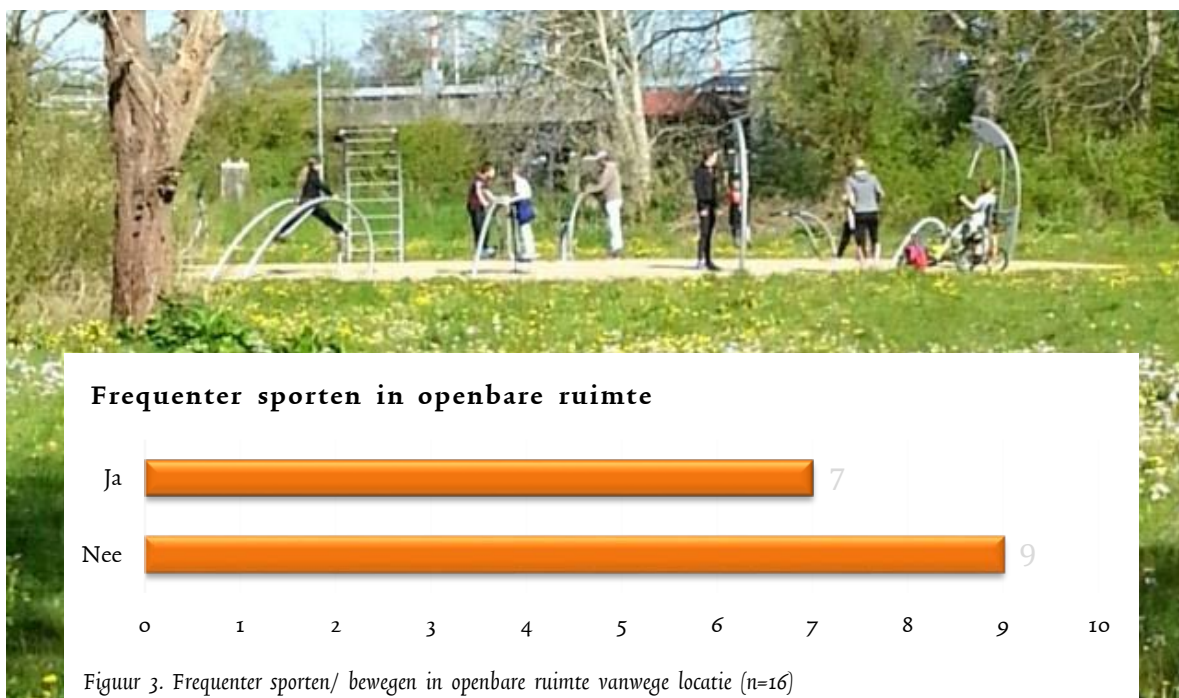 Frequenter sporten in openbare ruimte
Ja 7
Nee 9
0 1 2 3 4 5 6 7 8 9 10
Figuur 3. Frequenter sporten/ bewegen in openbare ruimte vanwege locatie (n=16)